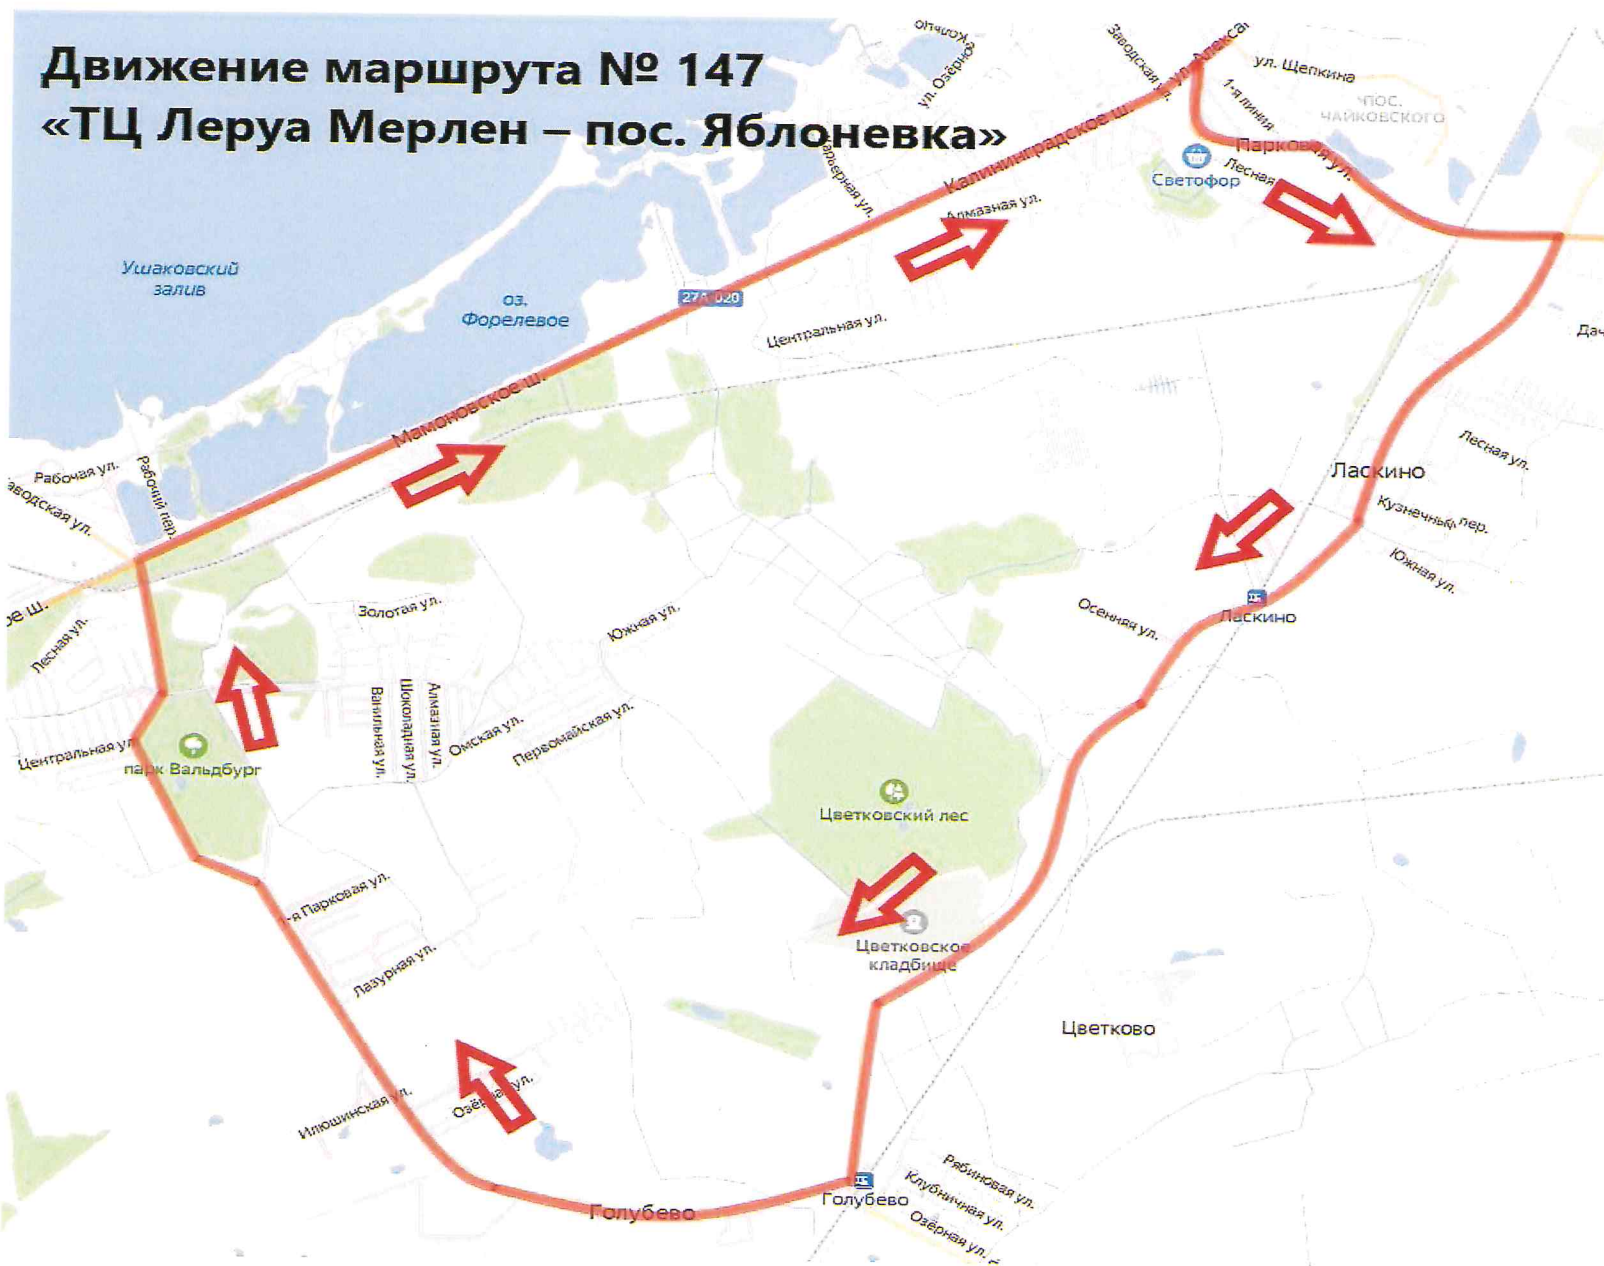 Движение маршрута № 147
«ТЦ Леруа Мерлен – пос. Яблоневка»
ул. Озёрная
Заводская ул.
ул. Щепкина
1-я линия
ПОС.
ЧАЙКОВСКОГО
Калининградское ш.
Парковая ул.
Светофор
Лесная
Алмазная ул.
Ушаковский
залив
оз.
Форелевое
27А-020
Центральная ул.
Мамоновское ш.
Рабочая ул.
Рабочий пер.
Ласкино
Лесная ул.
Кузнечный пер.
Южная ул.
Ласкино
Осенняя ул.
Лесная ул.
Золотая ул.
Южная ул.
Центральная ул
парк Вальдбург
Ванильная ул.
Шоколадная ул.
Алмазная ул.
Омская ул.
Первомайская ул.
Цветковский лес
1-я Парковая ул.
Лазурная ул.
Цветковское
кладбище
Цветково
Илюшинская ул.
Озёрная ул.
Голубево
Голубево
Рябиновая ул.
Клубничная ул.
Озёрная ул.